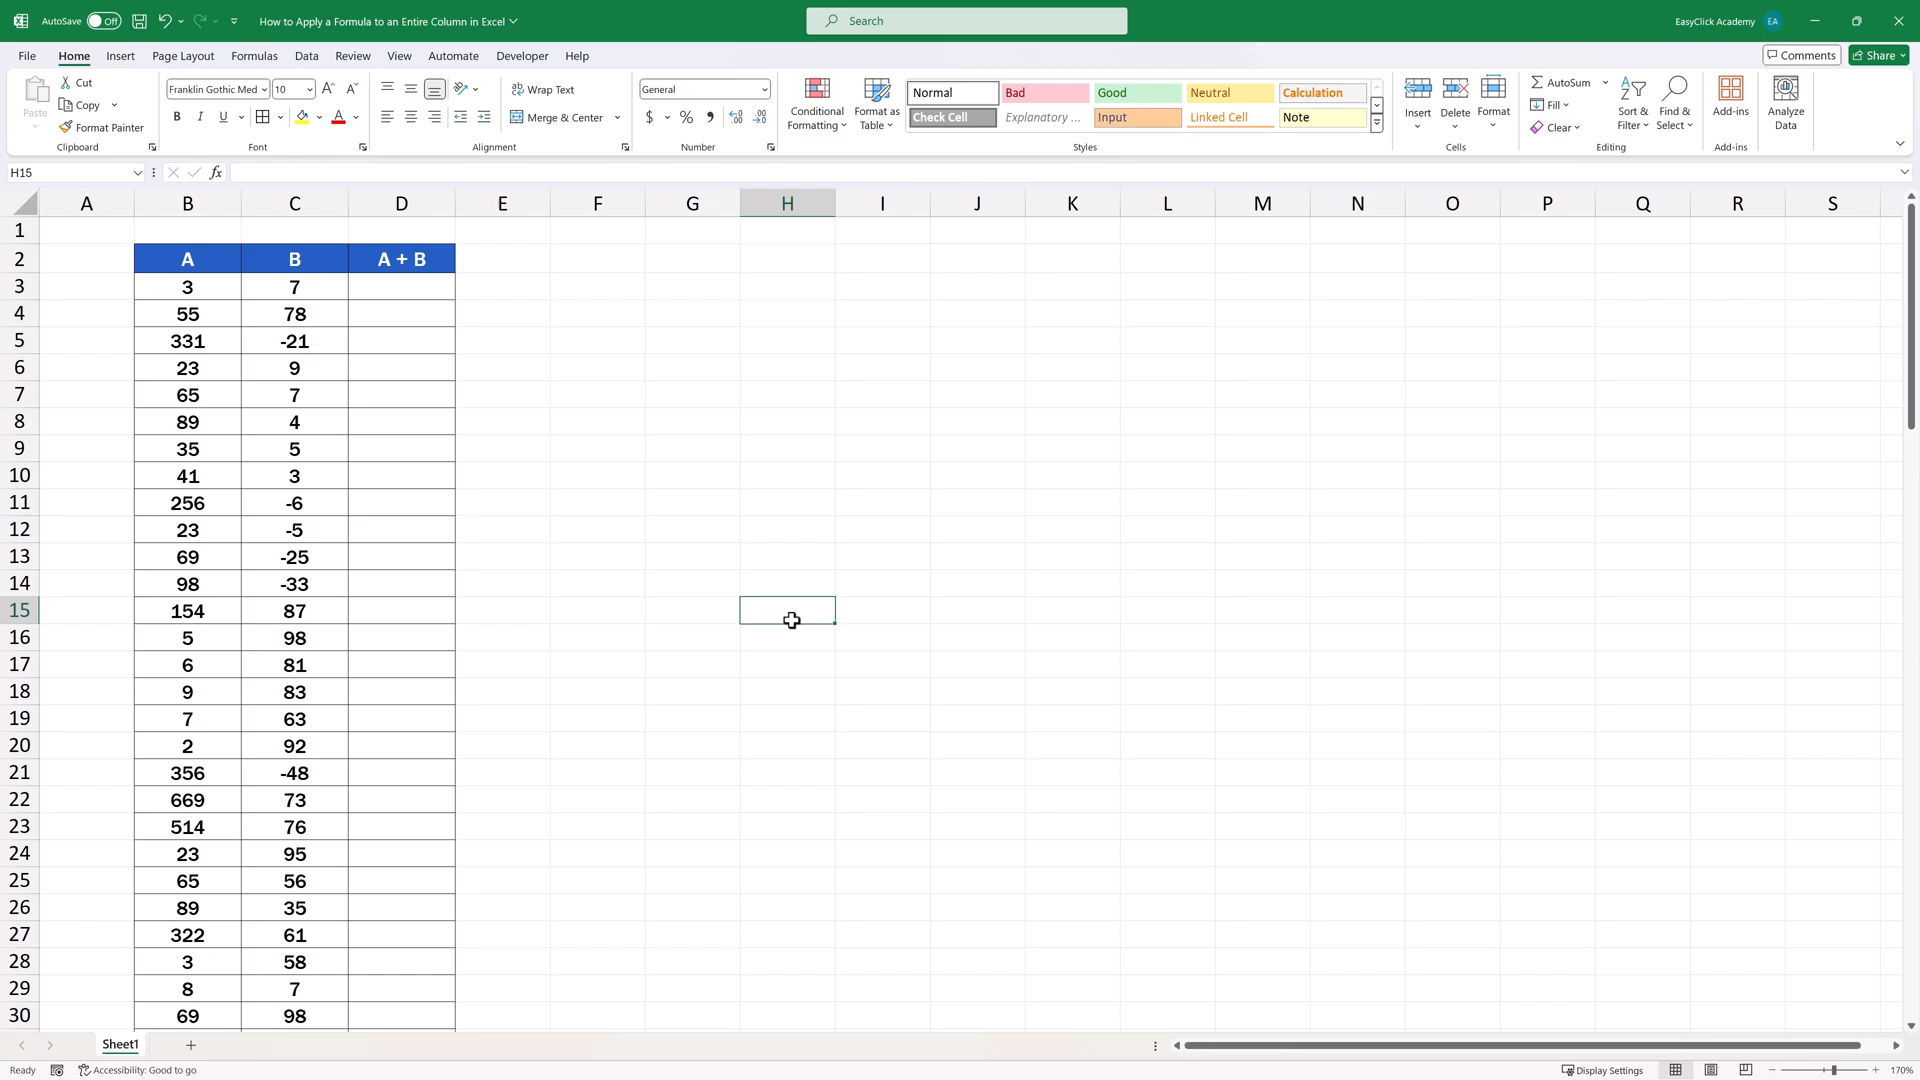 AutoSave Off How to Apply a Formula to an Entire Column in Excel Search EasyClick Academy EA
File Home Insert Page Layout Formulas Data Review View Automate Developer Help Comments Share
Paste Cut Franklin Gothic Med 10 Wrap Text General Conditional Formatting Format as Table Normal Bad Good Neutral Calculation Insert Delete Format AutoSum Sort & Filter Find & Select Add-ins Analyze Data
Copy Fill
Format Painter B I U Merge & Center $ % Check Cell Explanatory ... Input Linked Cell Note Clear
Clipboard Font Alignment Number Styles Cells Editing Add-ins
H15 fx
A B C D E F G H I J K L M N O P Q R S
1
2 A B A + B
3 3 7
4 55 78
5 331 -21
6 23 9
7 65 7
8 89 4
9 35 5
10 41 3
11 256 -6
12 23 -5
13 69 -25
14 98 -33
15 154 87
16 5 98
17 6 81
18 9 83
19 7 63
20 2 92
21 356 -48
22 669 73
23 514 76
24 23 95
25 65 56
26 89 35
27 322 61
28 3 58
29 8 7
30 69 98
Sheet1
Ready Accessibility: Good to go Display Settings 170%